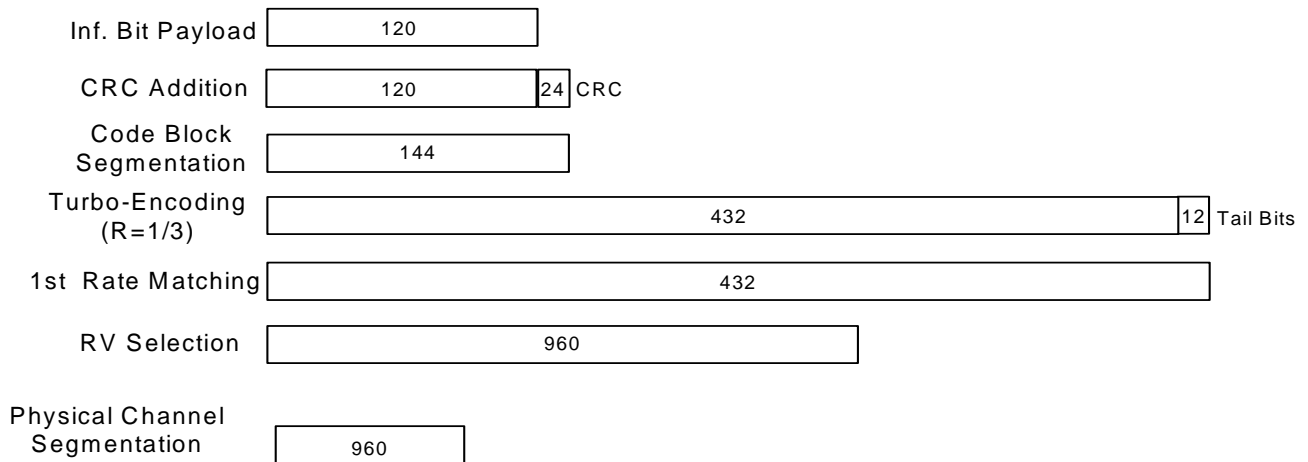 Inf. Bit Payload 120
CRC Addition 120 24 CRC
Code Block
Segmentation 144
Turbo-Encoding
(R=1/3) 432 12 Tail Bits
1st Rate Matching 432
RV Selection 960
Physical Channel
Segmentation 960